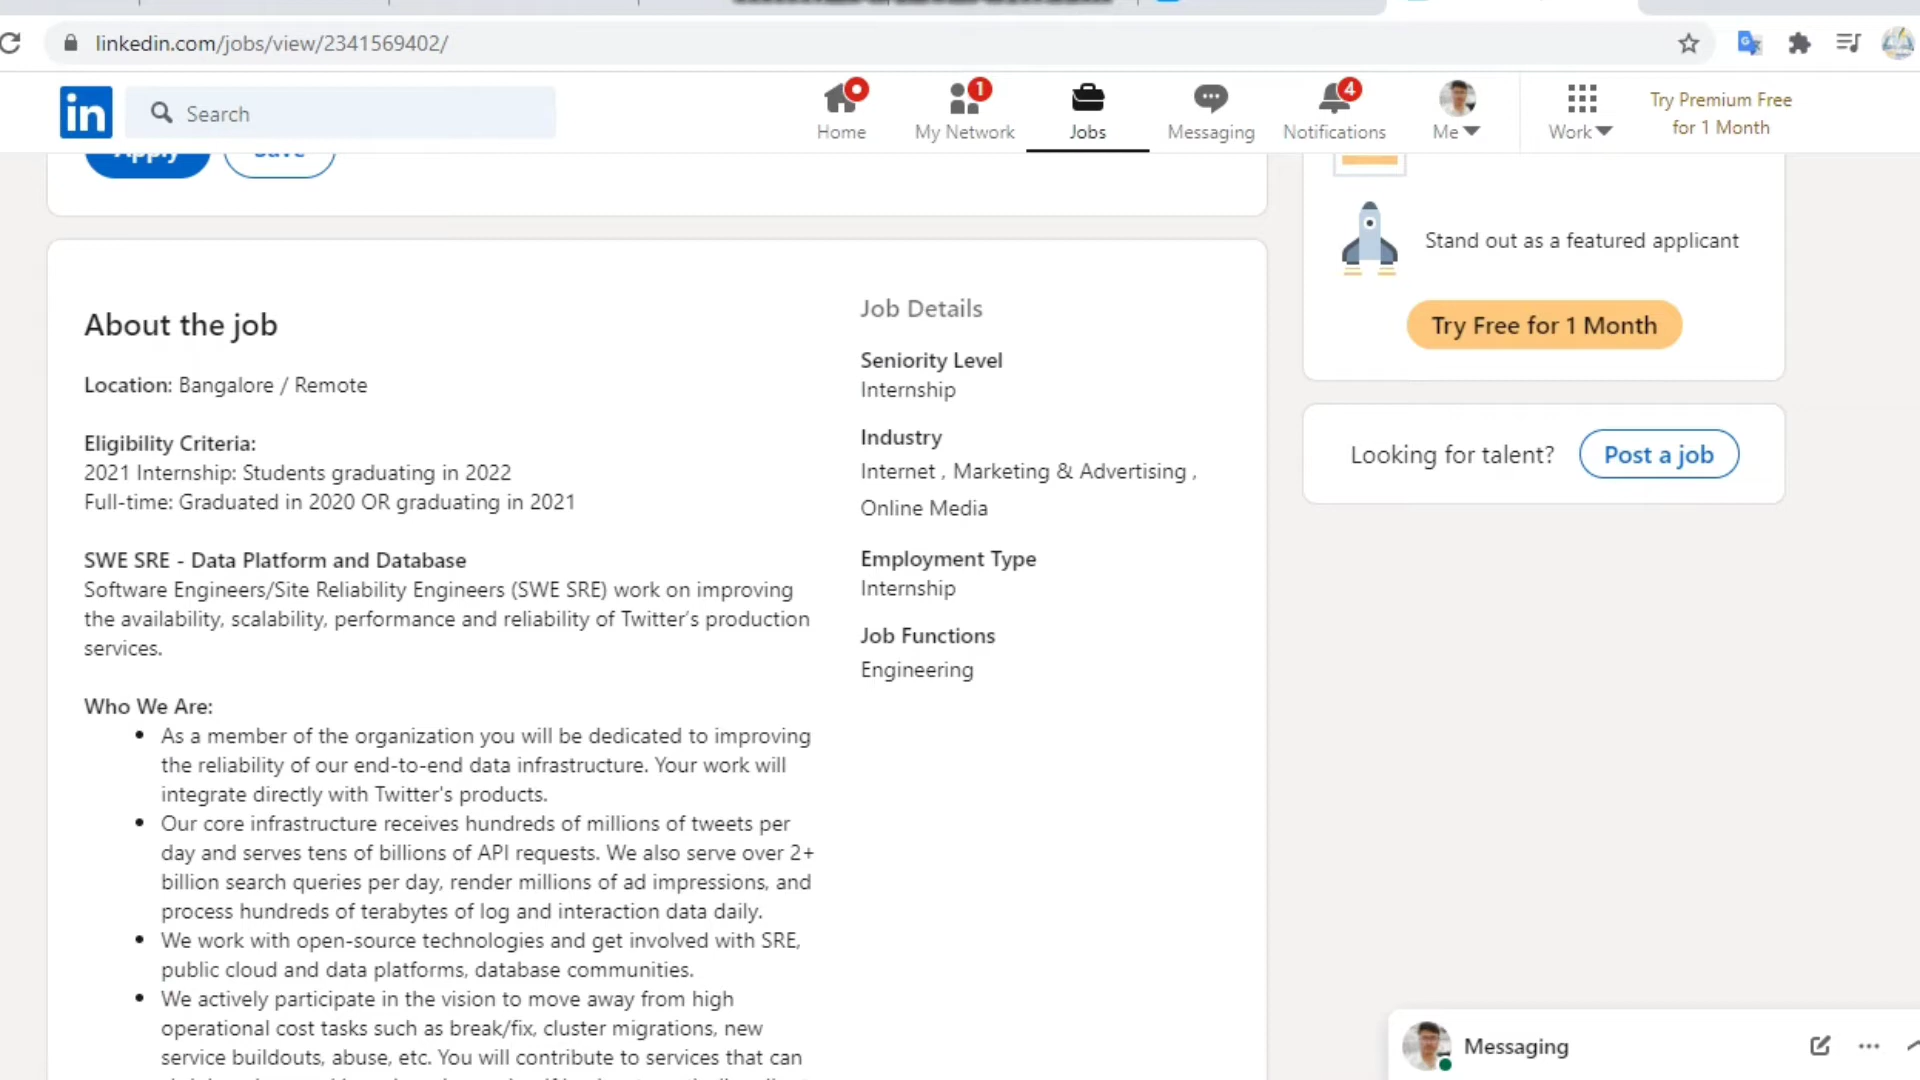 linkedin.com/jobs/view/2341569402/
in
Search
Home
1
My Network
Jobs
Messaging
4
Notifications
Me
Work
Try Premium Free
for 1 Month
Apply
Save
Stand out as a featured applicant
Try Free for 1 Month
Looking for talent?
Post a job
About the job
Location: Bangalore / Remote
Eligibility Criteria:
2021 Internship: Students graduating in 2022
Full-time: Graduated in 2020 OR graduating in 2021
SWE SRE - Data Platform and Database
Software Engineers/Site Reliability Engineers (SWE SRE) work on improving
the availability, scalability, performance and reliability of Twitter’s production
services.
Who We Are:
As a member of the organization you will be dedicated to improving
the reliability of our end-to-end data infrastructure. Your work will
integrate directly with Twitter's products.
Our core infrastructure receives hundreds of millions of tweets per
day and serves tens of billions of API requests. We also serve over 2+
billion search queries per day, render millions of ad impressions, and
process hundreds of terabytes of log and interaction data daily.
We work with open-source technologies and get involved with SRE,
public cloud and data platforms, database communities.
We actively participate in the vision to move away from high
operational cost tasks such as break/fix, cluster migrations, new
service buildouts, abuse, etc. You will contribute to services that can
Job Details
Seniority Level
Internship
Industry
Internet , Marketing & Advertising ,
Online Media
Employment Type
Internship
Job Functions
Engineering
Messaging